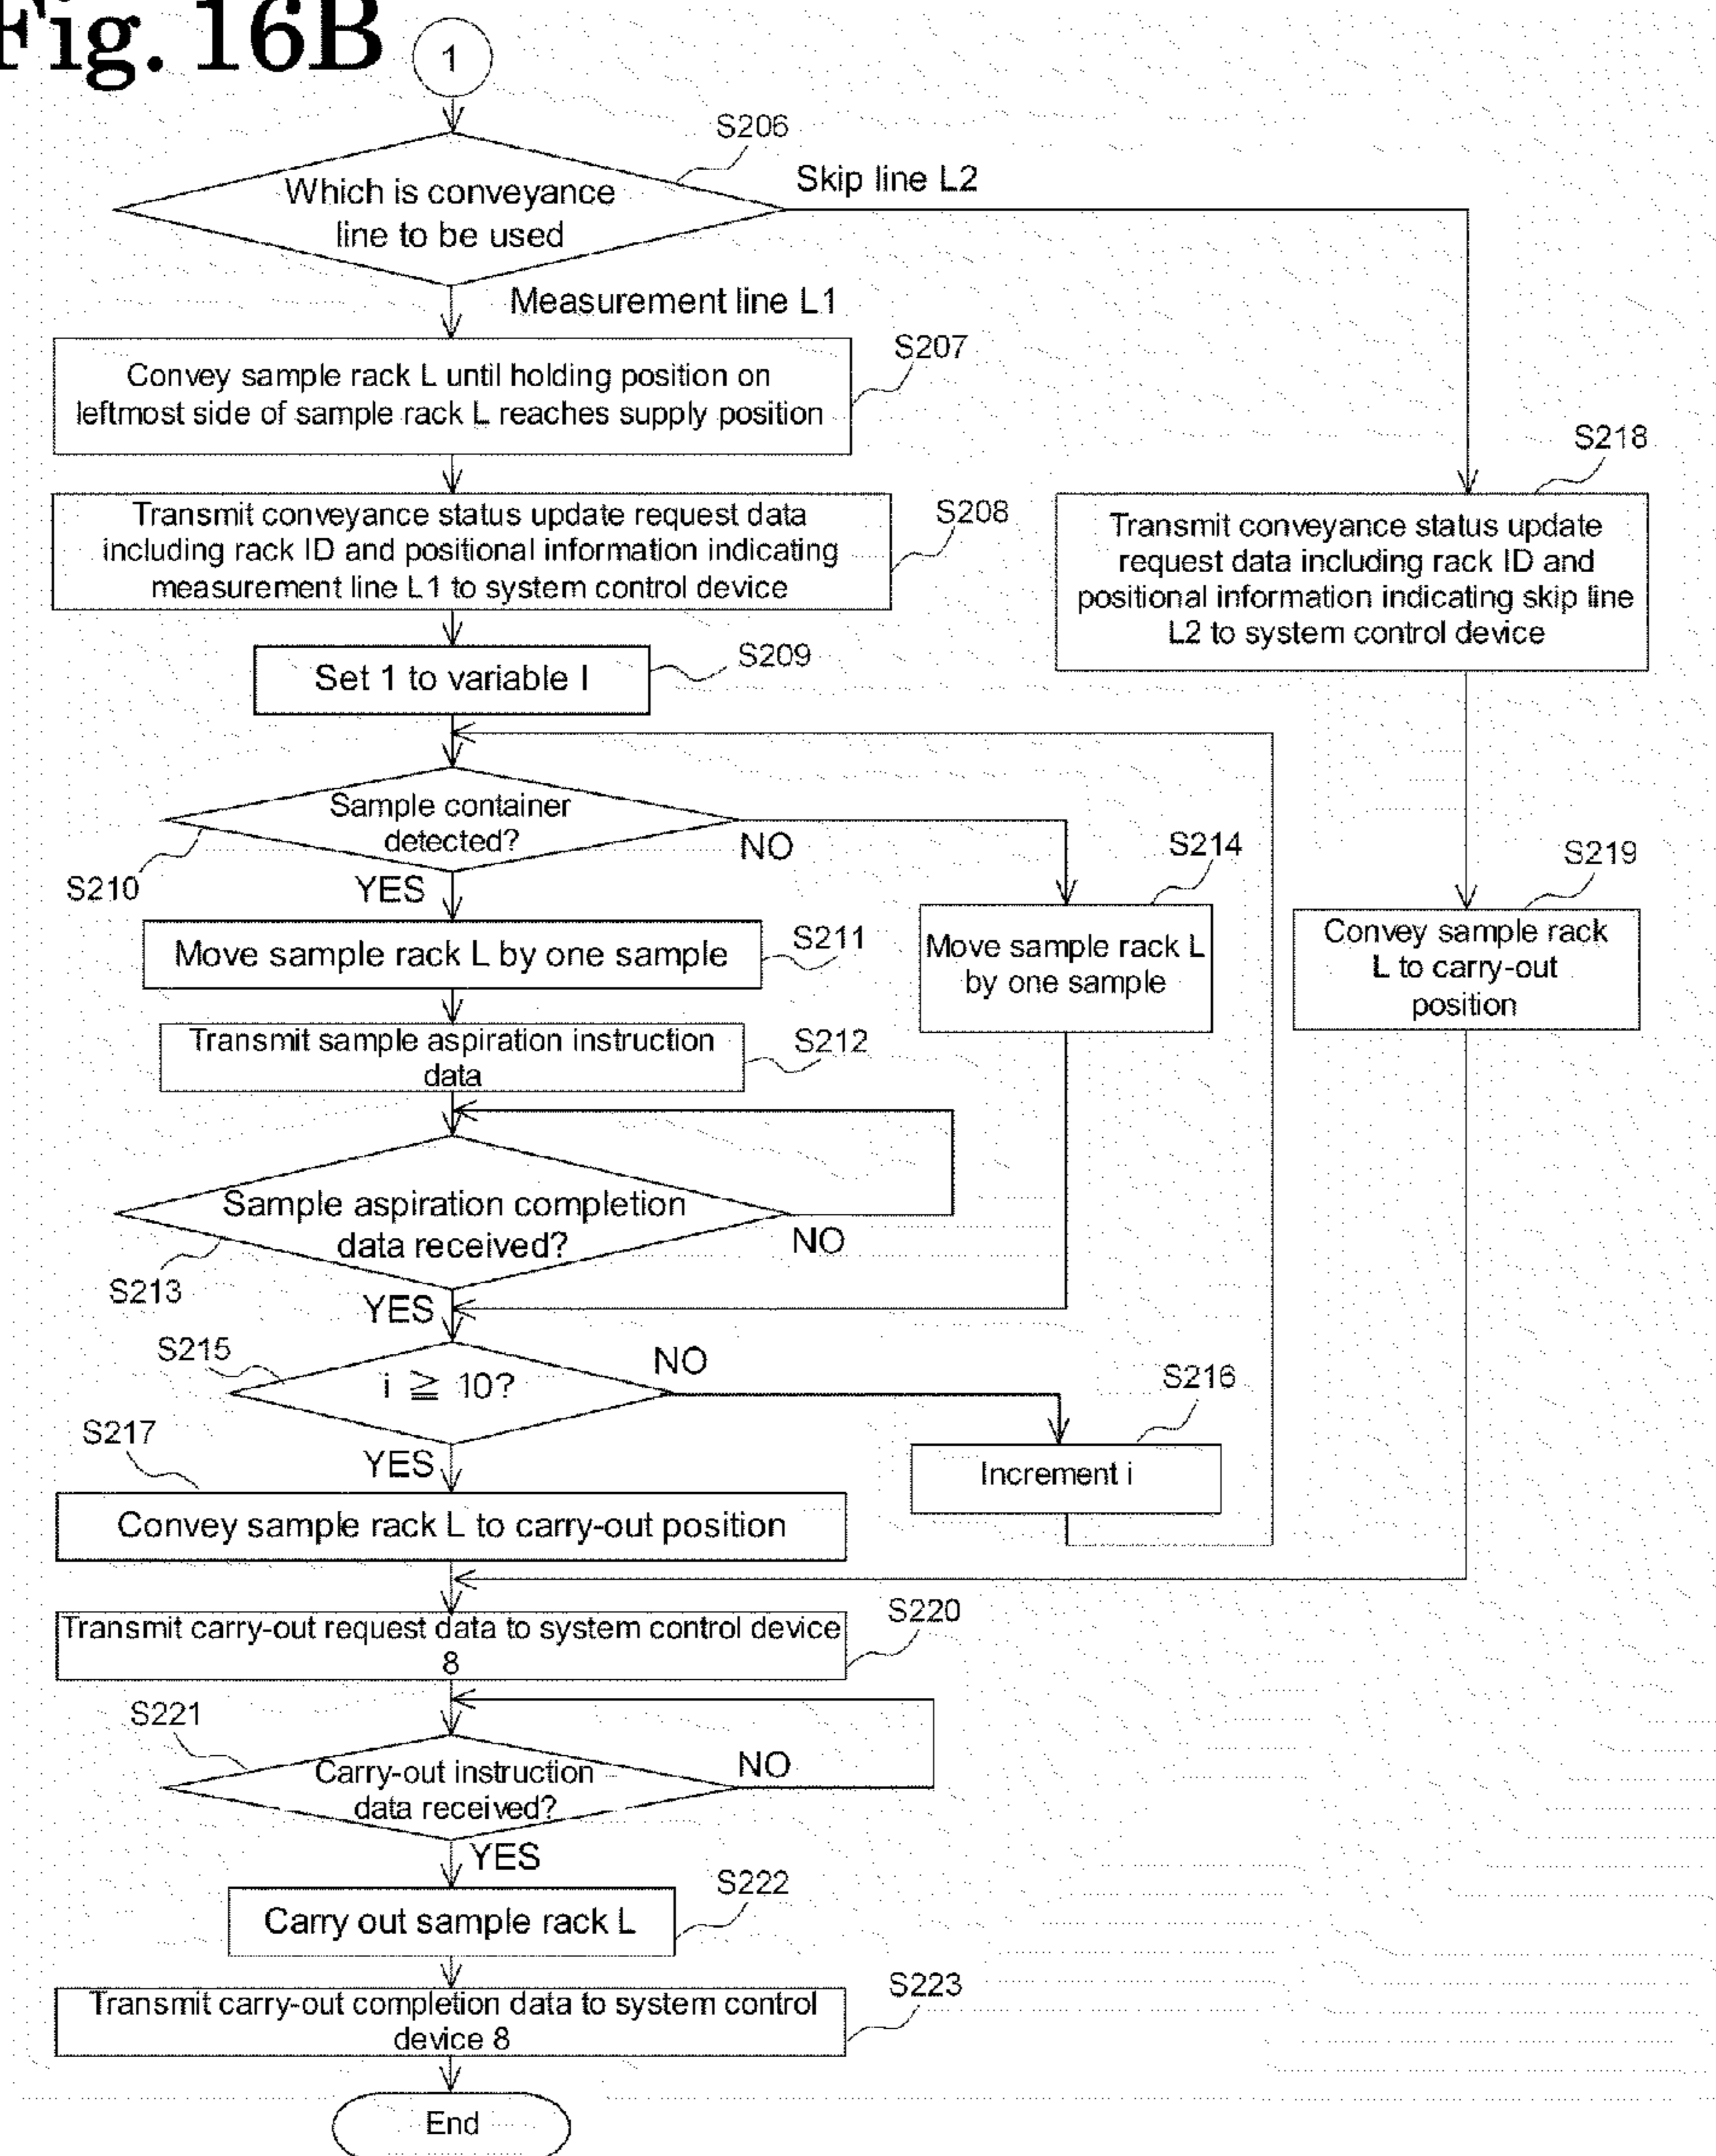 Fig. 16B
1
S206
Which is conveyance
line to be used
Skip line L2
Measurement line L1
S207
Convey sample rack L until holding position on
leftmost side of sample rack L reaches supply position
S208
Transmit conveyance status update request data
including rack ID and positional information indicating
measurement line L1 to system control device
S218
Transmit conveyance status update
request data including rack ID and
positional information indicating skip line
L2 to system control device
S209
Set 1 to variable I
Sample container
detected?
NO
S210
YES
S214
Move sample rack L
by one sample
S219
Convey sample rack
L to carry-out
position
S211
Move sample rack L by one sample
S212
Transmit sample aspiration instruction
data
Sample aspiration completion
data received?
NO
S213
YES
S215
i ≧ 10?
NO
S216
Increment i
S217
YES
Convey sample rack L to carry-out position
S220
Transmit carry-out request data to system control device
8
S221
Carry-out instruction
data received?
NO
YES
S222
Carry out sample rack L
S223
Transmit carry-out completion data to system control
device 8
End